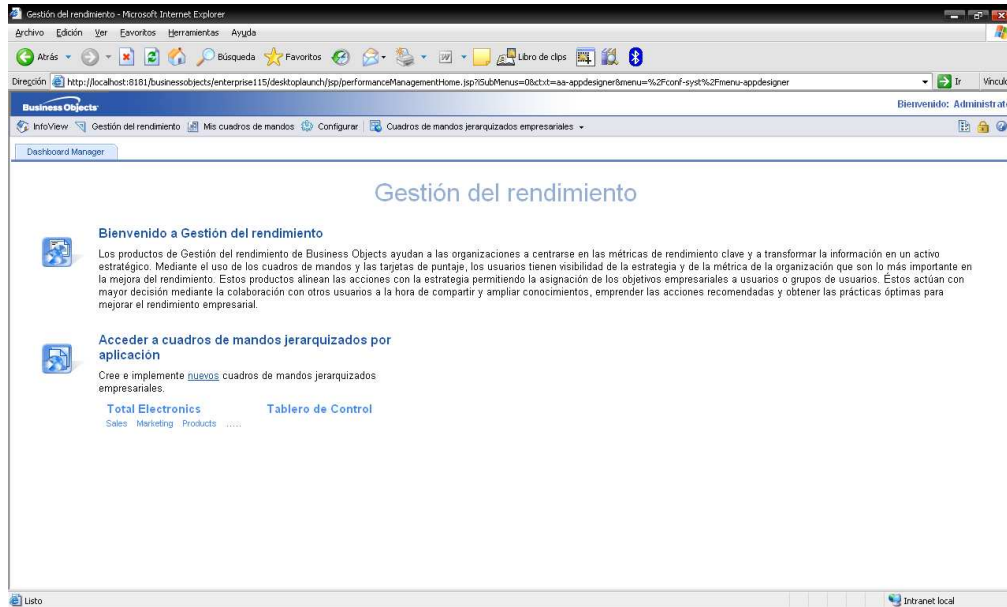 Gestión del rendimiento - Microsoft Internet Explorer
Archivo Edición Ver Favoritos Herramientas Ayuda
Atrás Búsqueda Favoritos Libro de clips
Dirección http://localhost:8181/businessobjects/enterprise115/desktoplaunch/jsp/performanceManagementHome.jsp?iSubMenus=0&ctxt=aa-appdesigner&menu=%2Fconf-syst%2Fmenu-appdesigner Ir Vínculo
Business Objects Bienvenido: Administrato
InfoView Gestión del rendimiento Mis cuadros de mandos Configurar Cuadros de mandos jerarquizados empresariales
Dashboard Manager
Gestión del rendimiento
Bienvenido a Gestión del rendimiento
Los productos de Gestión del rendimiento de Business Objects ayudan a las organizaciones a centrarse en las métricas de rendimiento clave y a transformar la información en un activo
estratégico. Mediante el uso de los cuadros de mandos y las tarjetas de puntaje, los usuarios tienen visibilidad de la estrategia y de la métrica de la organización que son lo más importante en
la mejora del rendimiento. Estos productos alinean las acciones con la estrategia permitiendo la asignación de los objetivos empresariales a usuarios o grupos de usuarios. Éstos actúan con
mayor decisión mediante la colaboración con otros usuarios a la hora de compartir y ampliar conocimientos, emprender las acciones recomendadas y obtener las prácticas óptimas para
mejorar el rendimiento empresarial.
Acceder a cuadros de mandos jerarquizados por
aplicación
Cree e implemente nuevos cuadros de mandos jerarquizados
empresariales.
Total Electronics Tablero de Control
Sales Marketing Products .....
Listo Intranet local